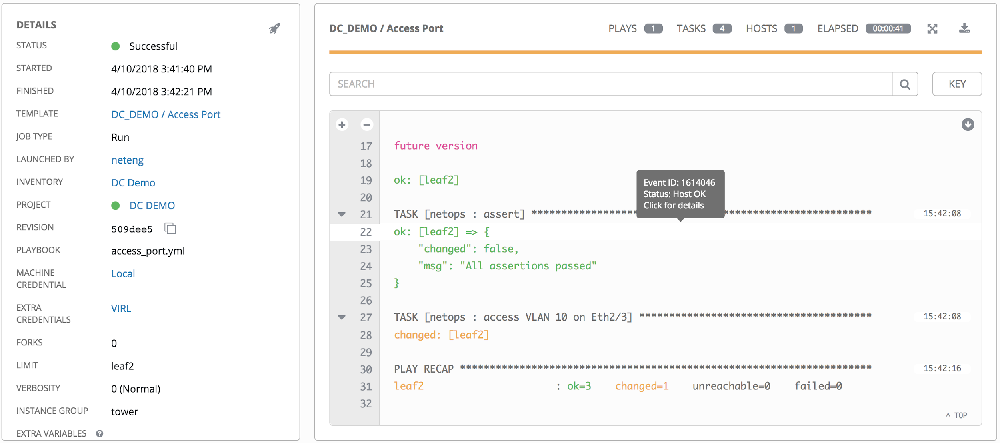 DETAILS
STATUS Successful
STARTED 4/10/2018 3:41:40 PM
FINISHED 4/10/2018 3:42:21 PM
TEMPLATE DC_DEMO / Access Port
JOB TYPE Run
LAUNCHED BY neteng
INVENTORY DC Demo
PROJECT DC DEMO
REVISION 509dee5
PLAYBOOK access_port.yml
MACHINE CREDENTIAL Local
EXTRA CREDENTIALS VIRL
FORKS 0
LIMIT leaf2
VERBOSITY 0 (Normal)
INSTANCE GROUP tower
EXTRA VARIABLES ?
DC_DEMO / Access Port PLAYS 1 TASKS 4 HOSTS 1 ELAPSED 00:00:41
SEARCH KEY
17 future version
18
19 ok: [leaf2]
20
Event ID: 1614046
Status: Host OK
Click for details
21 TASK [netops : assert] ****************** ************************* 15:42:08
22 ok: [leaf2] => {
23 "changed": false,
24 "msg": "All assertions passed"
25 }
26
27 TASK [netops : access VLAN 10 on Eth2/3] *************************************** 15:42:08
28 changed: [leaf2]
29
30 PLAY RECAP ********************************************************************* 15:42:16
31 leaf2 : ok=3 changed=1 unreachable=0 failed=0
32
^ TOP